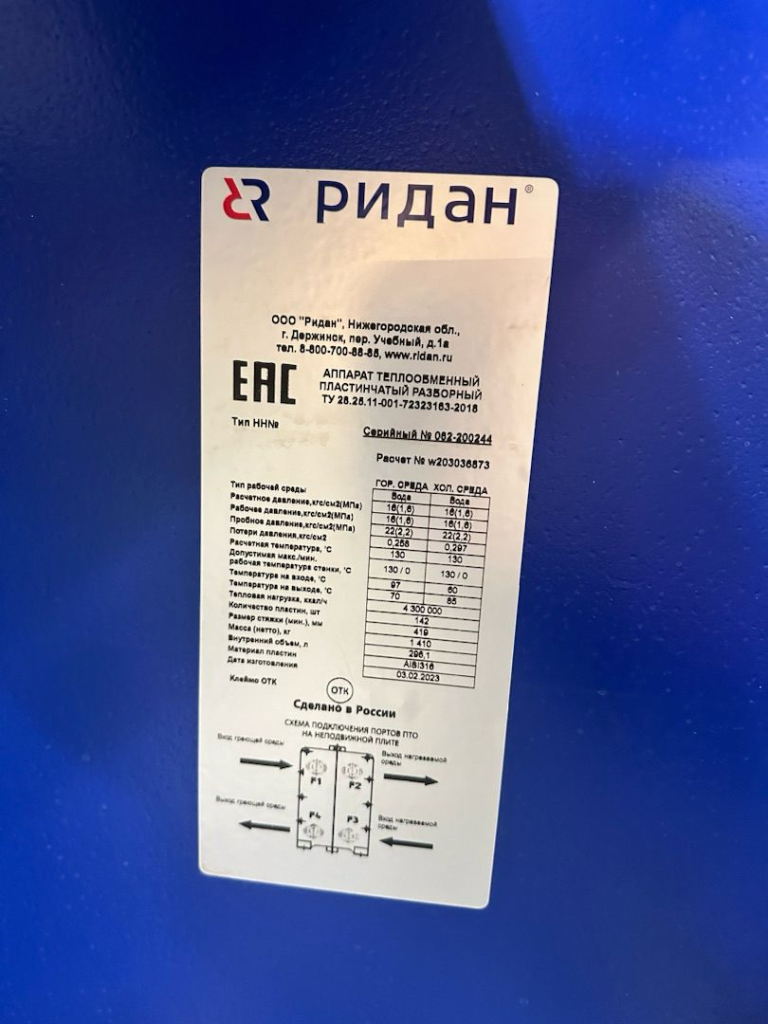 ридан®
ООО "Ридан", Нижегородская обл.,
г. Держинск, пер. Учебный, д.1а
тел. 8-800-700-88-85, www.ridan.ru
ЕАС
АППАРАТ ТЕПЛООБМЕННЫЙ
ПЛАСТИНЧАТЫЙ РАЗБОРНЫЙ
ТУ 28.25.11-001-72323163-2018
Тип НН№
Серийный № 082-200244
Расчет № w203036873
ГОР. СРЕДА ХОЛ. СРЕДА
Тип рабочей среды Вода Вода
Расчетное давление,кгс/см2(МПа) 16(1,6) 16(1,6)
Рабочее давление,кгс/см2(МПа) 16(1,6) 16(1,6)
Пробное давление,кгс/см2(МПа) 22(2,2) 22(2,2)
Потери давления,кгс/см2 0,268 0,297
Расчетная температура, °С 130 130
Допустимая макс./мин.
рабочая температура стенки, °С 130 / 0 130 / 0
Температура на входе, °С 97 60
Температура на выходе, °С 70 85
Тепловая нагрузка, ккал/ч 4 300 000
Количество пластин, шт 142
Размер стяжки (мин.), мм 419
Масса (нетто), кг 1 410
Внутренний объем, л 296,1
Материал пластин AISI316
Дата изготовления 03.02.2023
Клеймо ОТК
ОТК
Сделано в России
СХЕМА ПОДКЛЮЧЕНИЯ ПОРТОВ ПТО
НА НЕПОДВИЖНОЙ ПЛИТЕ
Вход греющей среды
Выход нагреваемой
среды
F1 F2
Выход греющей среды
Вход нагреваемой
среды
F4 F3